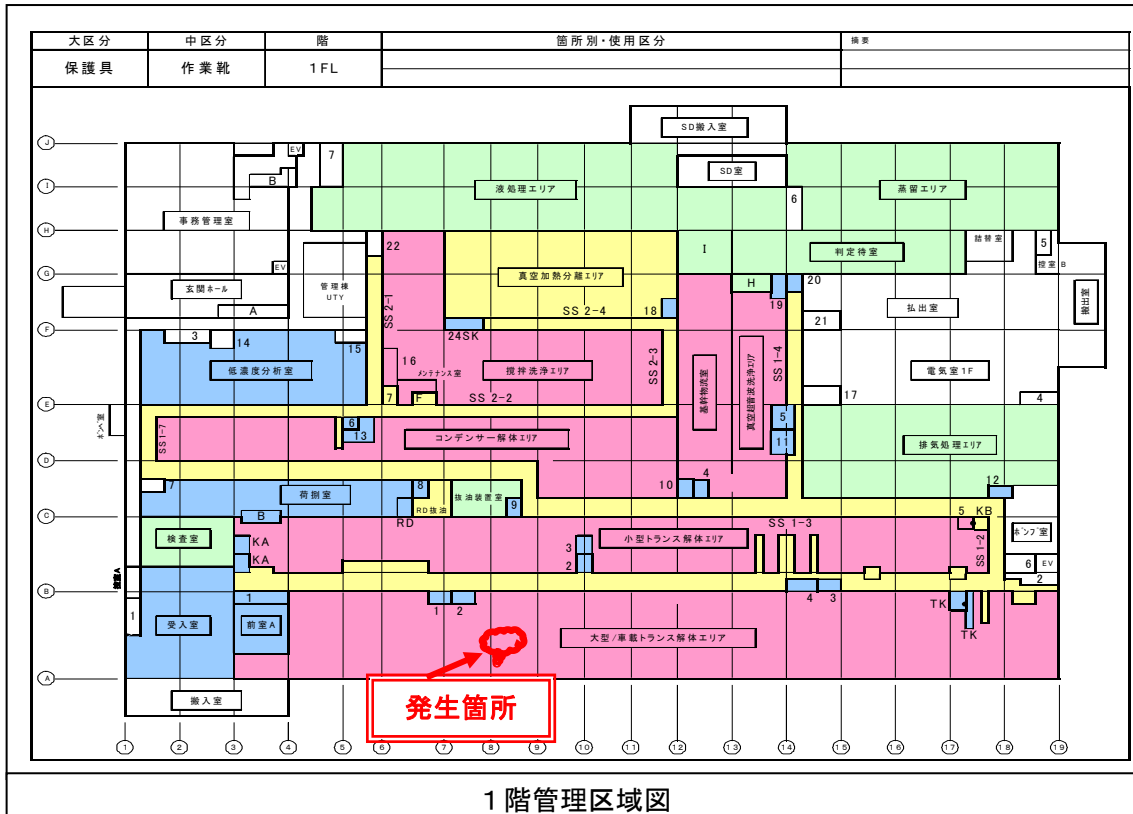 大区分 中区分 階 箇所別・使用区分 摘要
保護具 作業靴 1FL
SD搬入室
J
EV 7 SD室
I B 液処理エリア 6 蒸留エリア
事務管理室
H 22 I 判定待室 詰替室 5
控室B
G EV 真空加熱分離エリア H 20
玄関ホール 管理棋 UTY SS 2-1 18 19 払出室 搬出室
A SS 2-4 21
F 3 14 15 24SK
16 メンテナンス室 攪拌洗浄エリア SS 2-3 基幹物流室 真空超音波洗浄エリア SS 1-4 電気室1F
低濃度分析室
E 7 F SS 2-2 17 4
ボンベ室 SS 1-7 6 13 コンデンサー解体エリア 5 11 排気処理エリア
D
7 荷捌室 8 RD抜油 抜油装置室 9 10 4 12
C B RD SS 1-3 5 KB
検査室 KA 3 小型トランス解体エリア SS 1-2 ポンプ室
KA 2 6 EV
控室A 2
B 1 1 2 4 3
1 受入室 前室A TK
大型/車載トランス解体エリア TK
A 発生箇所
搬入室
1 2 3 4 5 6 7 8 9 10 11 12 13 14 15 16 17 18 19
1階管理区域図